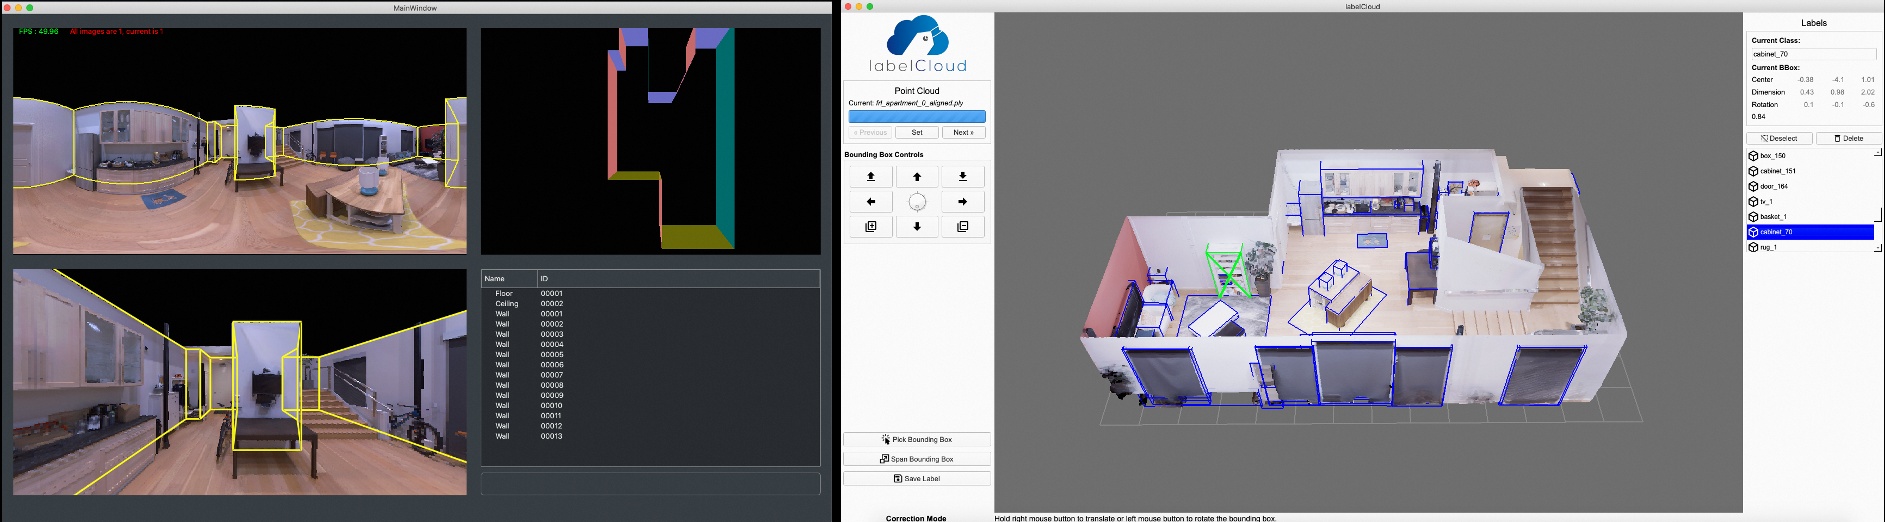 MainWindow
FPS : 49.96 All images are 1, current is 1
Name ID
Floor 00001
Ceiling 00002
Wall 00001
Wall 00002
Wall 00003
Wall 00004
Wall 00005
Wall 00006
Wall 00007
Wall 00008
Wall 00009
Wall 00010
Wall 00011
Wall 00012
Wall 00013
labelCloud
labelCloud
Point Cloud
Current: frl_apartment_0_aligned.ply
« Previous Set Next »
Bounding Box Controls
Pick Bounding Box
Span Bounding Box
Save Label
Correction Mode
Hold right mouse button to translate or left mouse button to rotate the bounding box.
Labels
Current Class:
cabinet_70
Current BBox:
Center -0.38 -4.1 1.01
Dimension 0.43 0.98 2.02
Rotation 0.1 -0.1 -0.6
0.84
Deselect Delete
box_150
cabinet_151
door_164
tv_1
basket_1
cabinet_70
rug_1